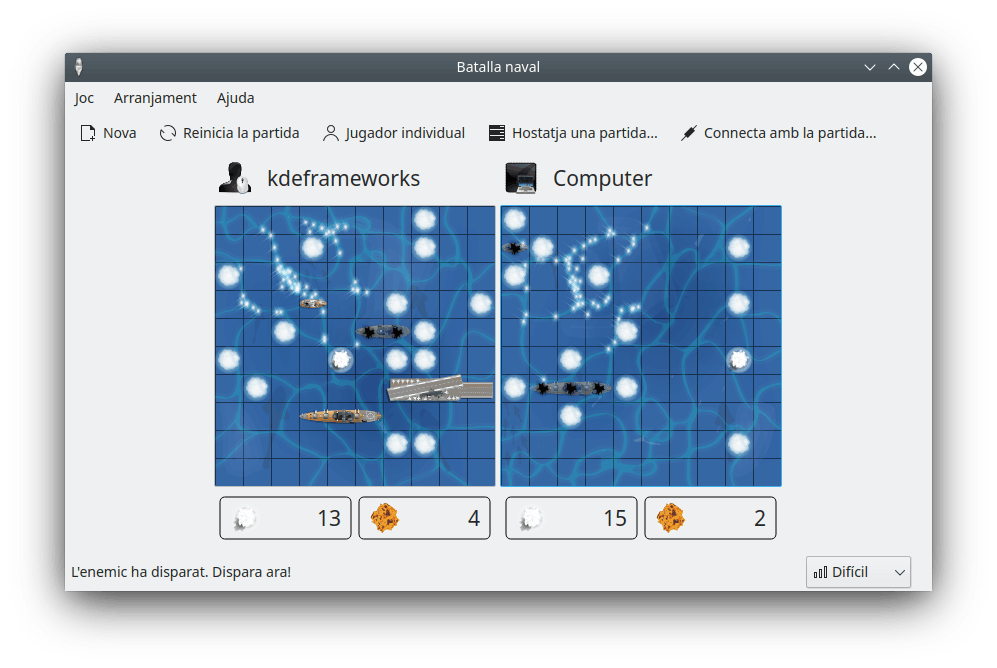 Batalla naval
Joc Arranjament Ajuda
Nova Reinicia la partida Jugador individual Hostatja una partida... Connecta amb la partida...
kdeframeworks Computer
13 4 15 2
L'enemic ha disparat. Dispara ara! Difícil